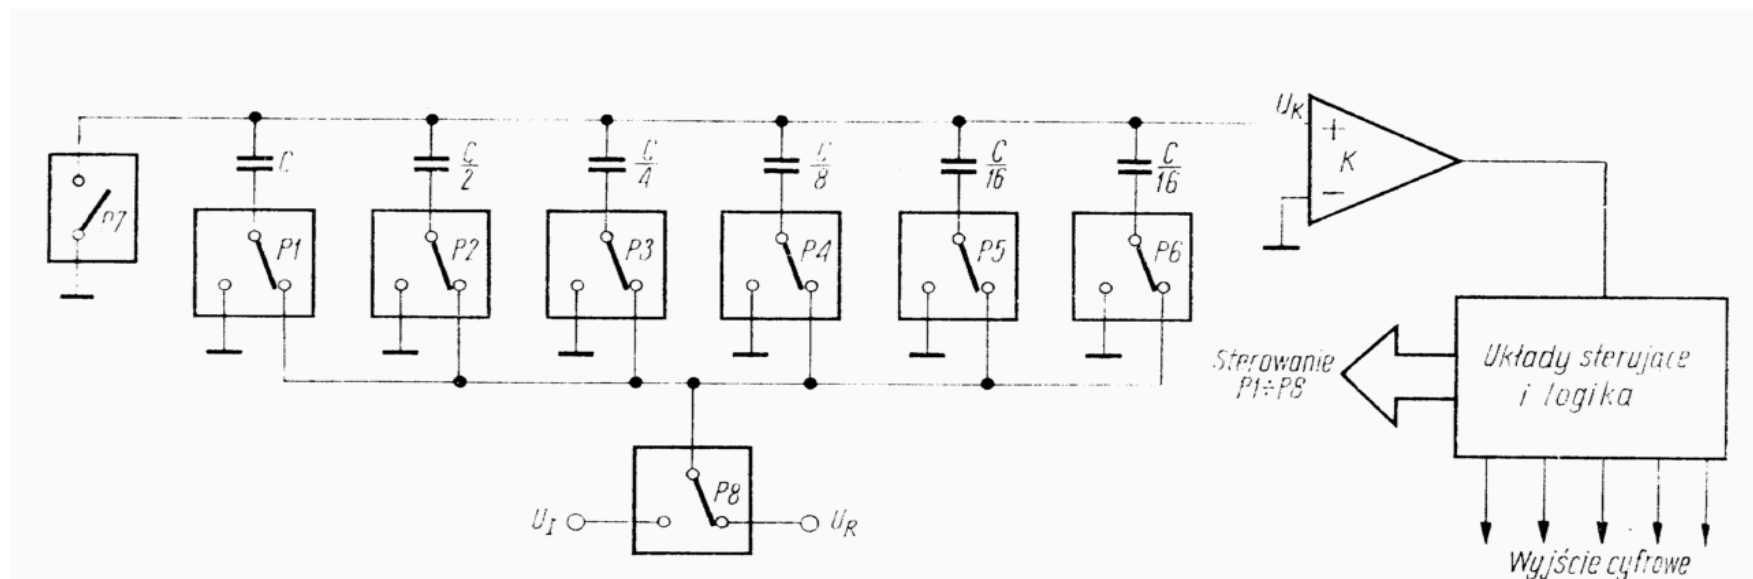 U_K
+
K
−
C
C/2
C/4
C/8
C/16
C/16
P7
P1
P2
P3
P4
P5
P6
Sterowanie
P1÷P8
Układy sterujące
i logika
P8
U_I
U_R
Wyjście cyfrowe